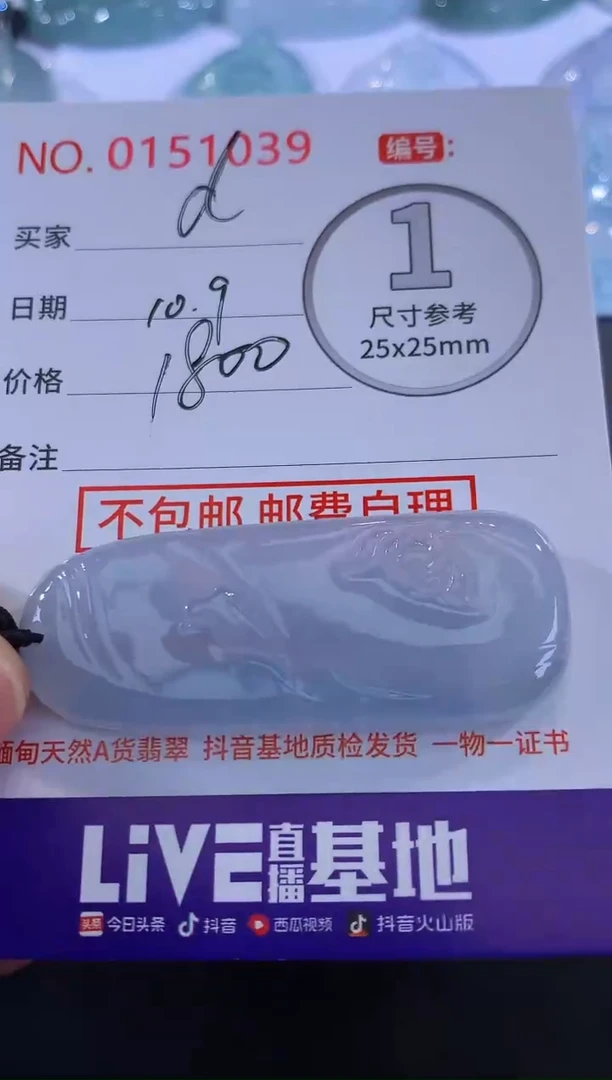 NO. 0151039 编号:
买家 d
1
日期 10.9
尺寸参考
25x25mm
价格 1800
备注
不包邮 邮费自理
缅甸天然A货翡翠 抖音基地质检发货 一物一证书
LiVE直播基地
头条 今日头条 抖音 西瓜视频 抖音火山版